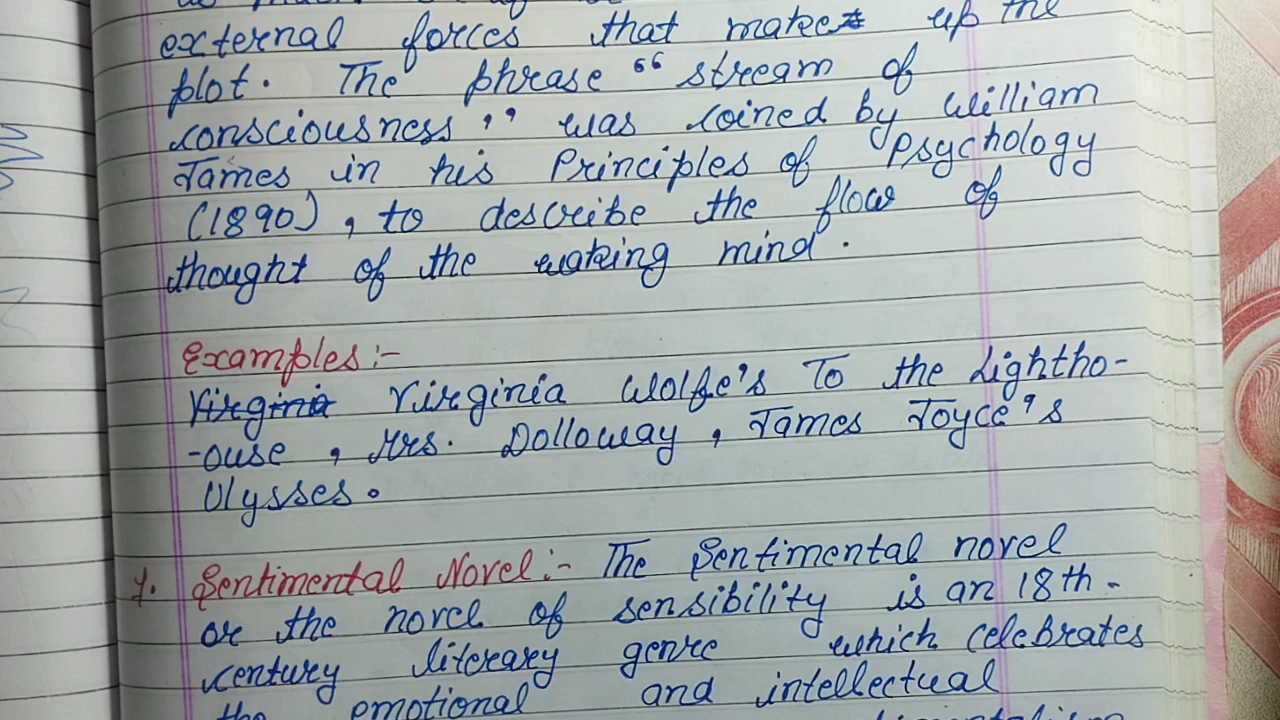 external forces that make up the
plot. The phrase "stream of
consciousness" was coined by William
James in his Principles of Psychology
(1890), to describe the flow of
thought of the waking mind.
Examples:-
Virginia Virginia Wolfe's To the Lightho-
-ouse, Mrs. Dolloway, James Joyce's
Ulysses.
7. Sentimental Novel:- The Sentimental novel
or the novel of sensibility is an 18th-
century literary genre which celebrates
the emotional and intellectual